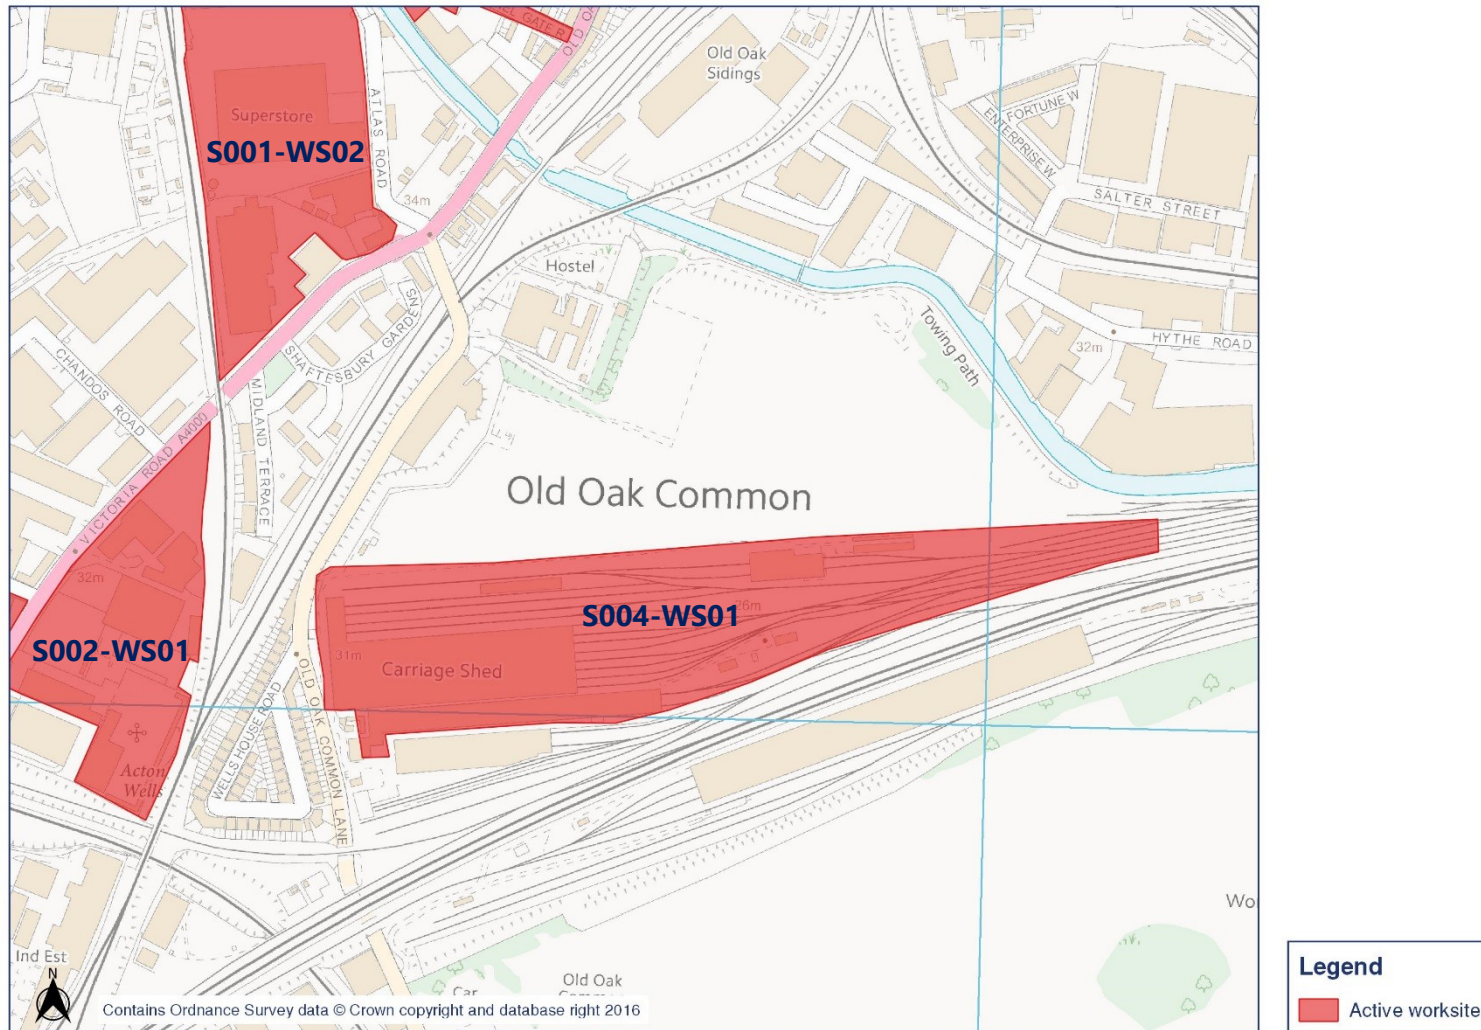 OLD OA
Old Oak
Sidings
Superstore
S001-WS02
ATLAS ROAD
34m
FORTUNE W
ENTERPRISE W
SALTER STREET
Hostel
SHAFTESBURY GARDENS
Towing Path
32m
HYTHE ROAD
CHANDOS ROAD
MIDLAND TERRACE
VICTORIA ROAD A4000
Old Oak Common
32m
S002-WS01
S004-WS01
26m
31m
Carriage Shed
WELLS HOUSE ROAD
OLD OAK COMMON LANE
Acton
Wells
Wo
Ind Est
N
Car
Old Oak
Contains Ordnance Survey data © Crown copyright and database right 2016
Legend
Active worksite